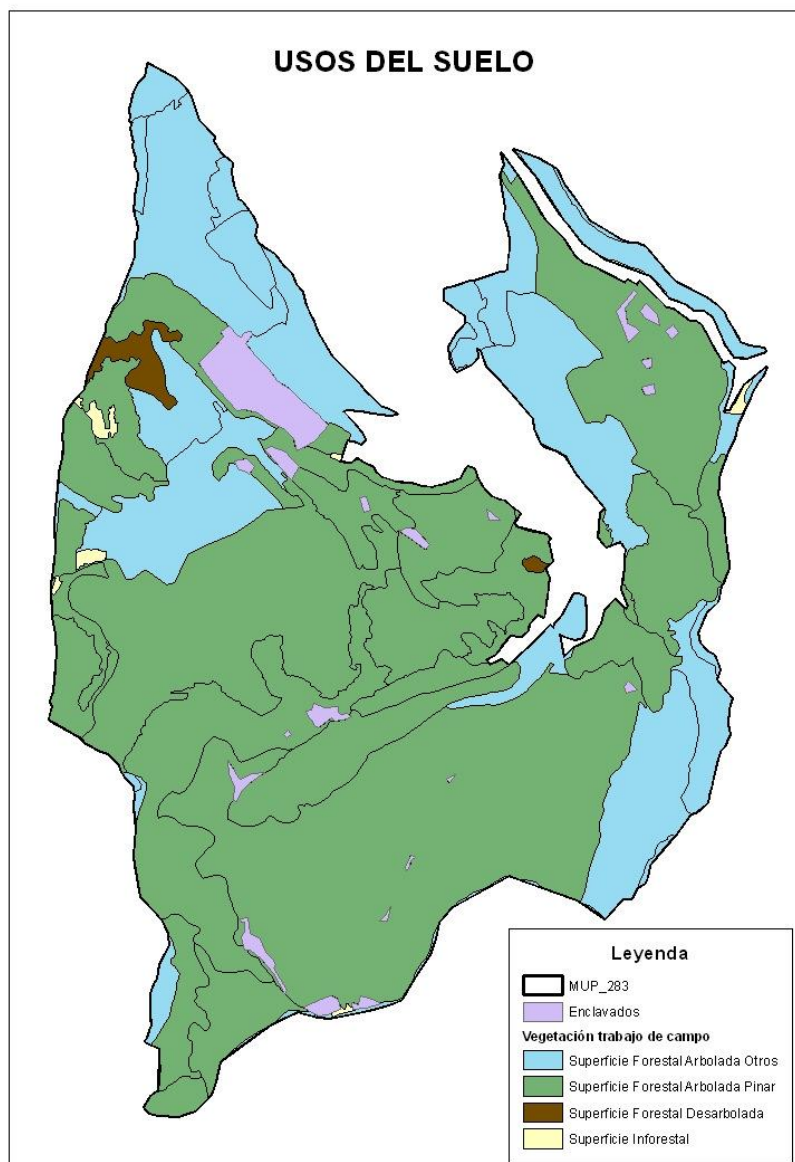 USOS DEL SUELO
Leyenda
MUP_283
Enclavados
Vegetación trabajo de campo
Superficie Forestal Arbolada Otros
Superficie Forestal Arbolada Pinar
Superficie Forestal Desarbolada
Superficie Inforestal